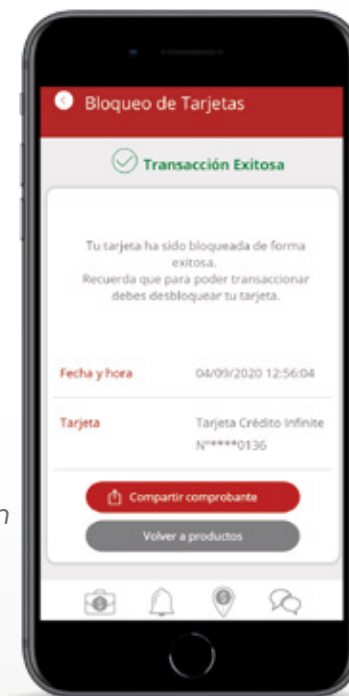 Bloqueo de Tarjetas
Transacción Exitosa
Tu tarjeta ha sido bloqueada de forma
exitosa.
Recuerda que para poder transaccionar
debes desbloquear tu tarjeta.
Fecha y hora 04/09/2020 12:56:04
Tarjeta Tarjeta Crédito Infinite
N°****0136
Compartir comprobante
Volver a productos